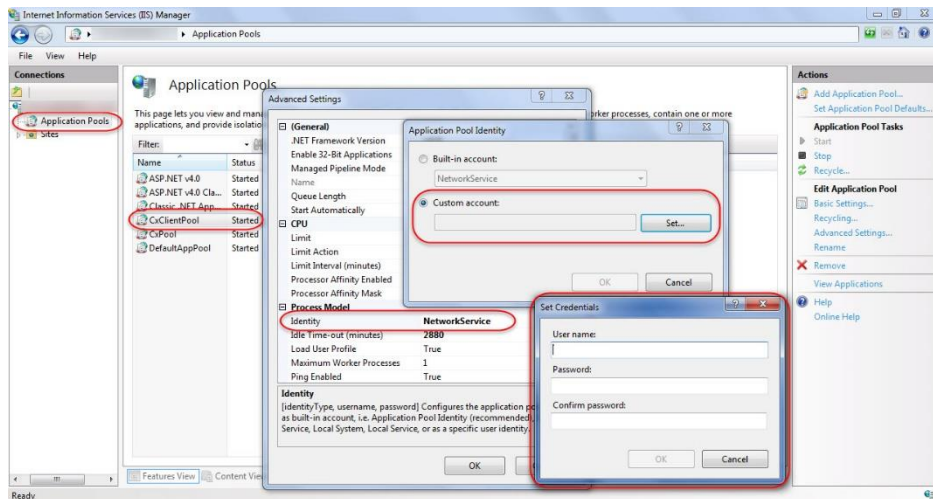 Internet Information Services (IIS) Manager
Application Pools
File View Help
Connections
Application Pools
Sites
Application Pools
This page lets you view and
applications, and provide
orker processes, contain one or more
Filter:
Name Status
ASP.NET v4.0 Started
ASP.NET v4.0 Cla... Started
Classic .NET App... Started
CxClientPool Started
CxPool Started
DefaultAppPool Started
Features View Content
Ready
Advanced Settings
(General)
.NET Framework Version
Enable 32-Bit Applications
Managed Pipeline Mode
Name
Queue Length
Start Automatically
CPU
Limit
Limit Action
Limit Interval (minutes)
Processor Affinity Enabled
Processor Affinity Mask
Process Model
Identity NetworkService
Idle Time-out (minutes) 2880
Load User Profile True
Maximum Worker Processes 1
Ping Enabled True
Identity
[identityType, username, password] Configures the application
as built-in account, i.e. Application Pool Identity (recommended)
Service, Local System, Local Service, or as a specific user identity.
OK
Application Pool Identity
Built-in account:
NetworkService
Custom account:
Set...
OK Cancel
Set Credentials
User name:
Password:
Confirm password:
OK Cancel
Actions
Add Application Pool...
Set Application Pool Defaults...
Application Pool Tasks
Start
Stop
Recycle...
Edit Application Pool
Basic Settings...
Recycling...
Advanced Settings...
Rename
Remove
View Applications
Help
Online Help